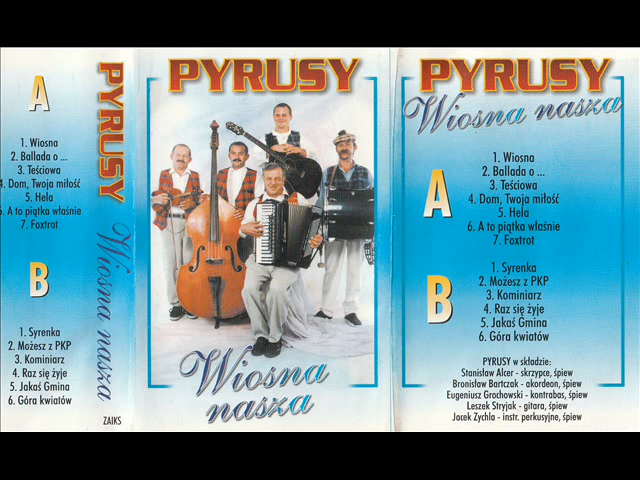 A
1. Wiosna
2. Ballada o ...
3. Teściowa
4. Dom, Twoja miłość
5. Hela
6. A to piątka właśnie
7. Foxtrot
B
1. Syrenka
2. Możesz z PKP
3. Kominiarz
4. Raz się żyje
5. Jakaś Gmina
6. Góra kwiatów
PYRUSY Wiosna nasza
ZAIKS
PYRUSY
Wiosna
nasza
PYRUSY
Wiosna nasza
A
1. Wiosna
2. Ballada o ...
3. Teściowa
4. Dom, Twoja miłość
5. Hela
6. A to piątka właśnie
7. Foxtrot
B
1. Syrenka
2. Możesz z PKP
3. Kominiarz
4. Raz się żyje
5. Jakaś Gmina
6. Góra kwiatów
PYRUSY w składzie:
Stanisław Alcer - skrzypce, śpiew
Bronisław Bartczak - akordeon, śpiew
Eugeniusz Grochowski - kontrabas, śpiew
Leszek Stryjak - gitara, śpiew
Jacek Zychla - instr. perkusyjne, śpiew